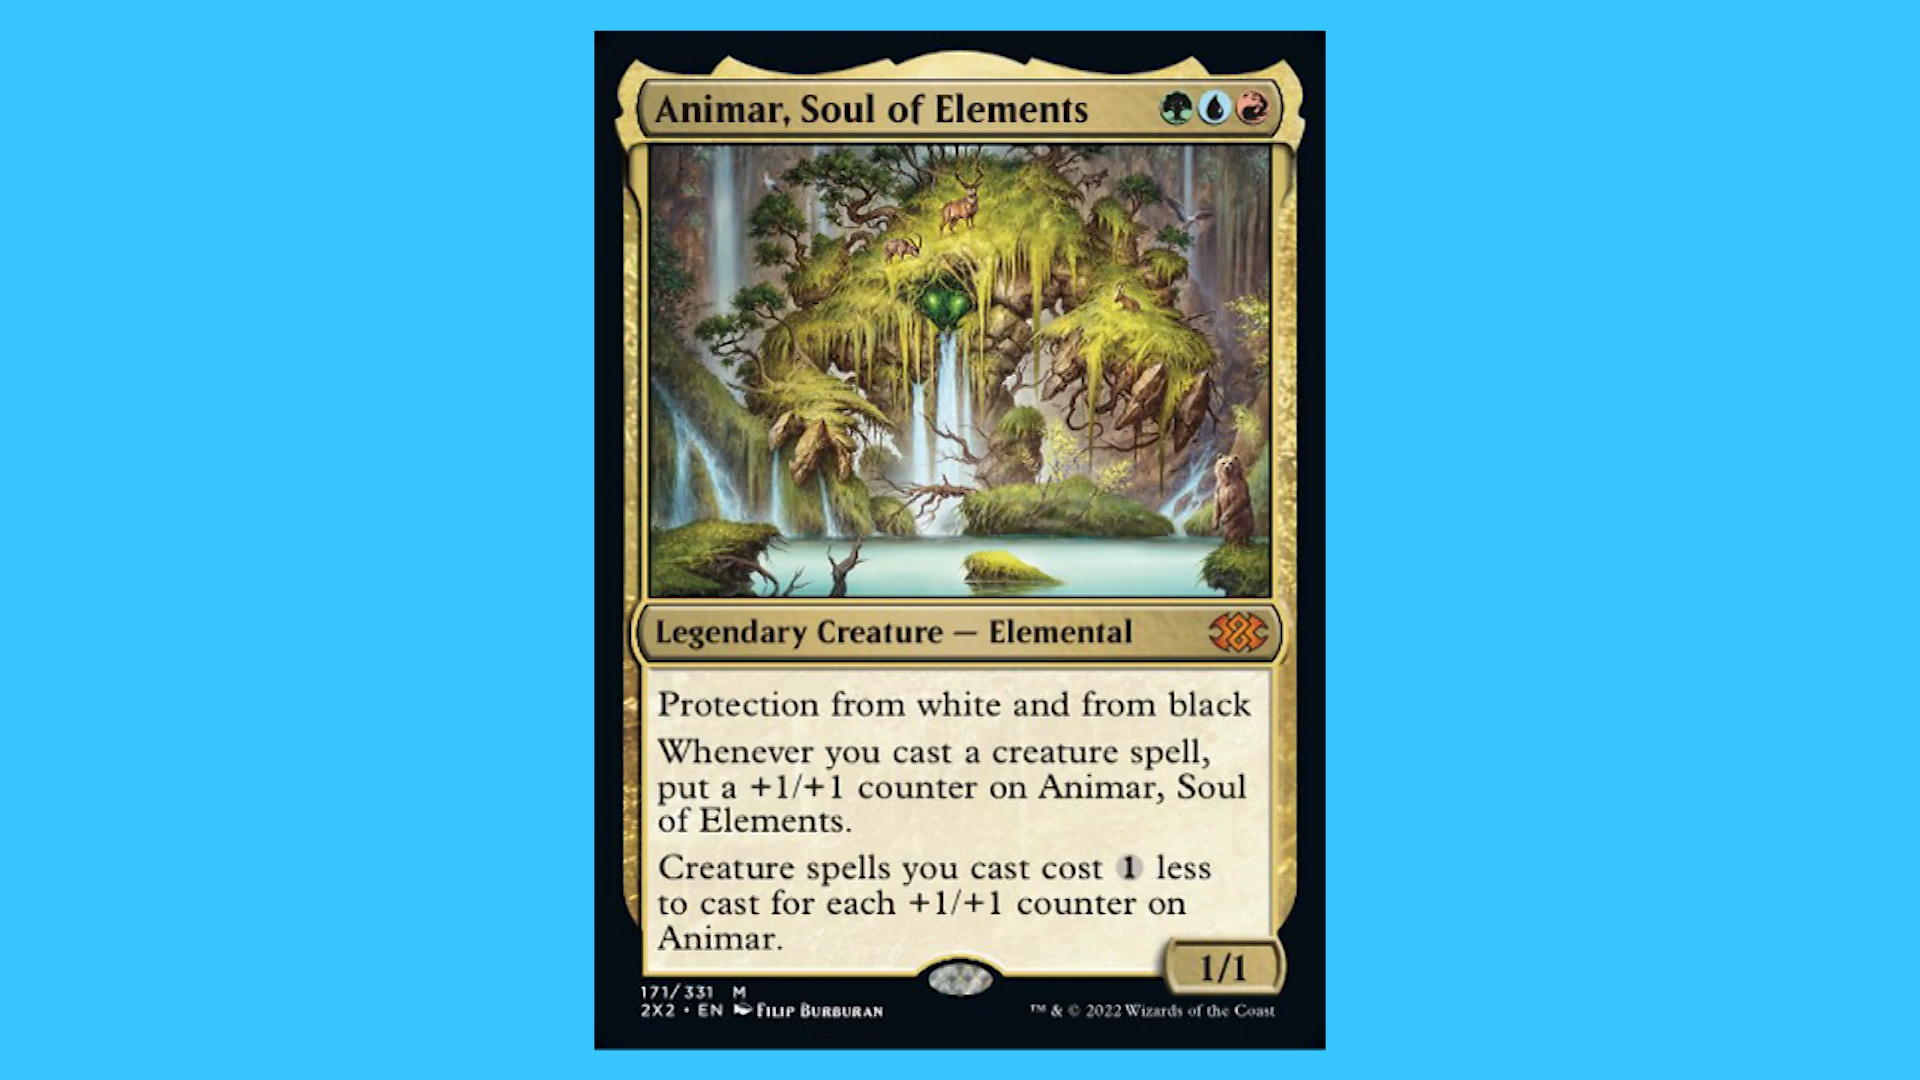 Animar, Soul of Elements
Legendary Creature — Elemental
Protection from white and from black
Whenever you cast a creature spell,
put a +1/+1 counter on Animar, Soul
of Elements.
Creature spells you cast cost 1 less
to cast for each +1/+1 counter on
Animar.
1/1
171/331 M
2X2 • EN FILIP BURBURAN
™ & © 2022 Wizards of the Coast